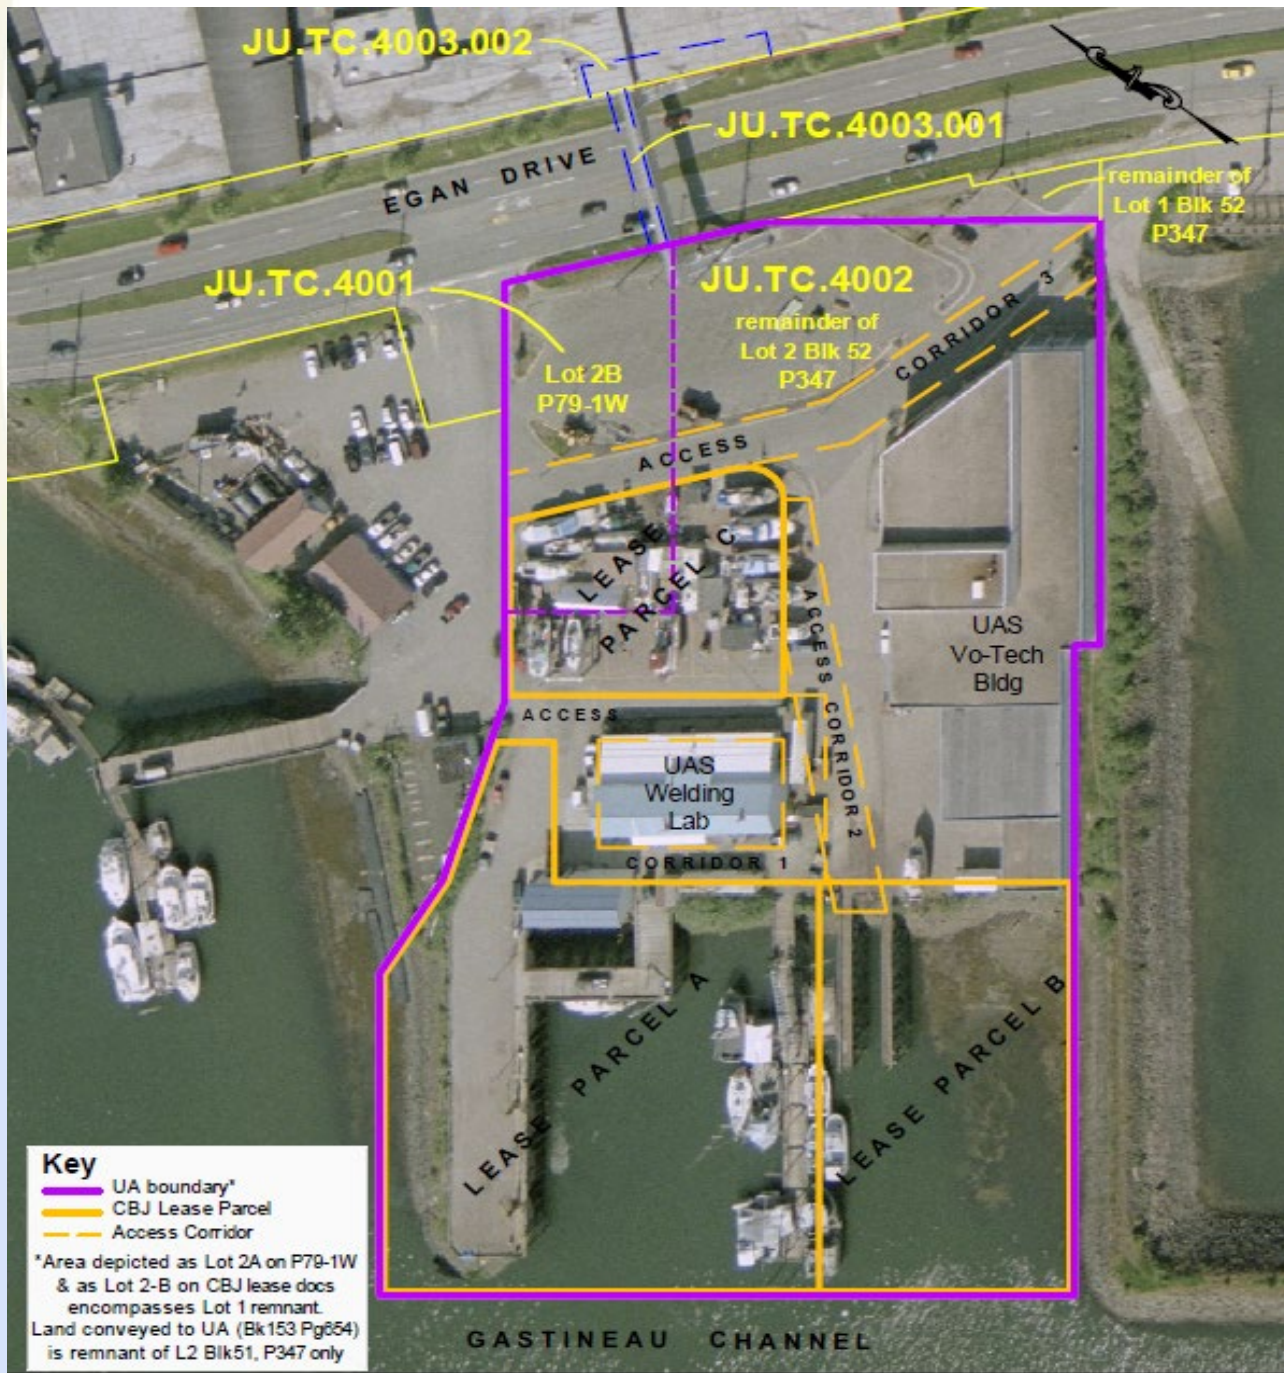 JU.TC.4003.002
JU.TC.4003.001
EGAN DRIVE
remainder of
Lot 1 Blk 52
P347
JU.TC.4001
JU.TC.4002
remainder of
Lot 2 Blk 52
P347
CORRIDOR 3
Lot 2B
P79-1W
ACCESS
LEASE
PARCEL C
ACCESS CORRIDOR 2
UAS
Vo-Tech
Bldg
ACCESS
UAS
Welding
Lab
CORRIDOR 1
LEASE PARCEL A
LEASE PARCEL B
Key
UA boundary*
CBJ Lease Parcel
Access Corridor
*Area depicted as Lot 2A on P79-1W
& as Lot 2-B on CBJ lease docs
encompasses Lot 1 remnant.
Land conveyed to UA (Bk153 Pg654)
is remnant of L2 Blk51, P347 only
GASTINEAU CHANNEL